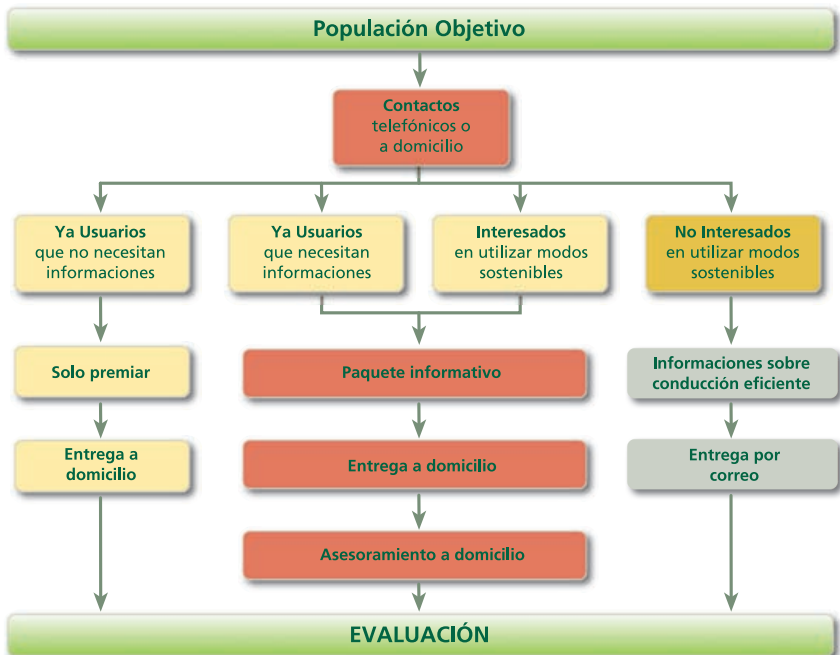 Populación Objetivo
Contactos
telefónicos o
a domicilio
Ya Usuarios
que no necesitan
informaciones
Ya Usuarios
que necesitan
informaciones
Interesados
en utilizar modos
sostenibles
No Interesados
en utilizar modos
sostenibles
Solo premiar
Paquete informativo
Informaciones sobre
conducción eficiente
Entrega a
domicilio
Entrega a domicilio
Entrega por
correo
Asesoramiento a domicilio
EVALUACIÓN